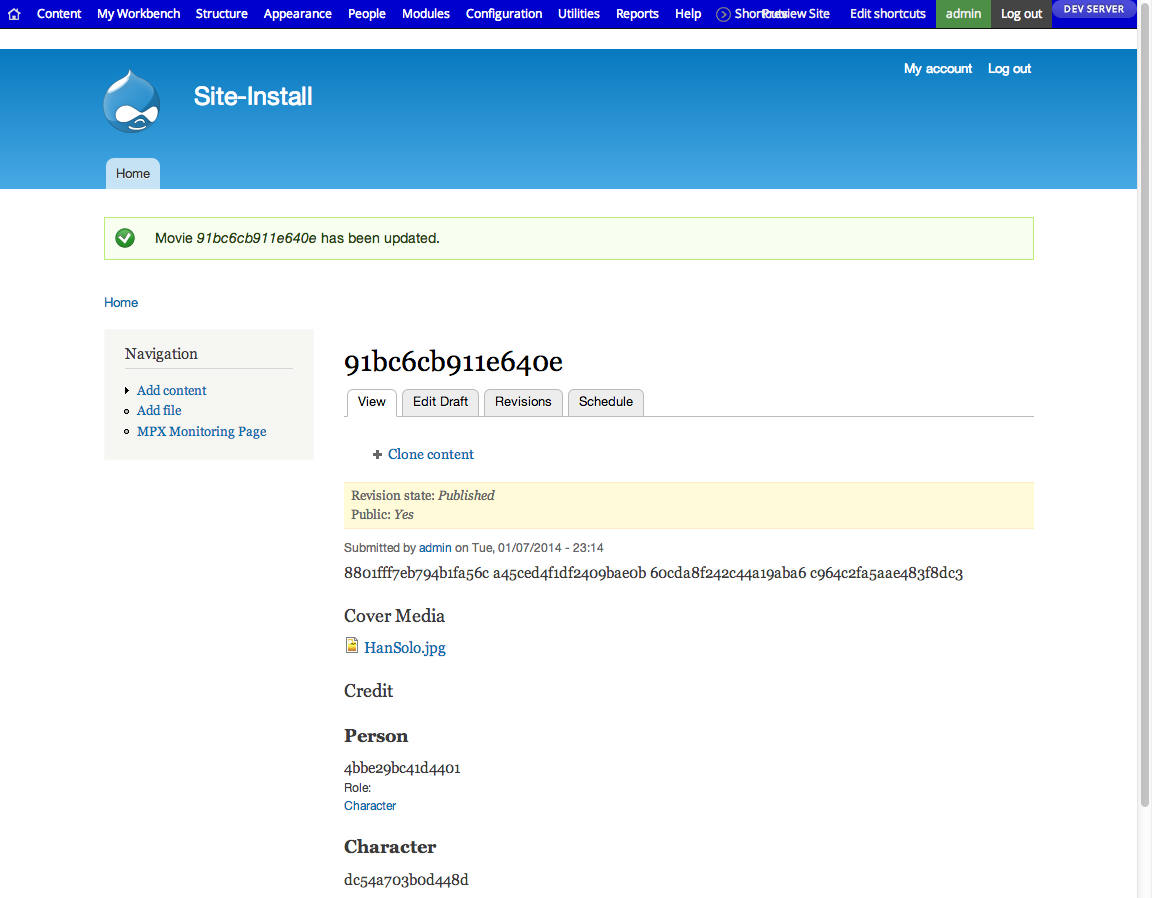 Content My Workbench Structure Appearance People Modules Configuration Utilities Reports Help Shortcuts Preview Site Edit shortcuts admin Log out DEV SERVER
My account Log out
Site-Install
Home
Movie 91bc6cb911e640e has been updated.
Home
Navigation
Add content
Add file
MPX Monitoring Page
91bc6cb911e640e
View Edit Draft Revisions Schedule
Clone content
Revision state: Published
Public: Yes
Submitted by admin on Tue, 01/07/2014 - 23:14
8801fff7eb794b1fa56c a45ced4f1df2409bae0b 60cda8f242c44a19aba6 c964c2fa5aae483f8dc3
Cover Media
HanSolo.jpg
Credit
Person
4bbe29bc41d4401
Role:
Character
Character
dc54a703b0d448d